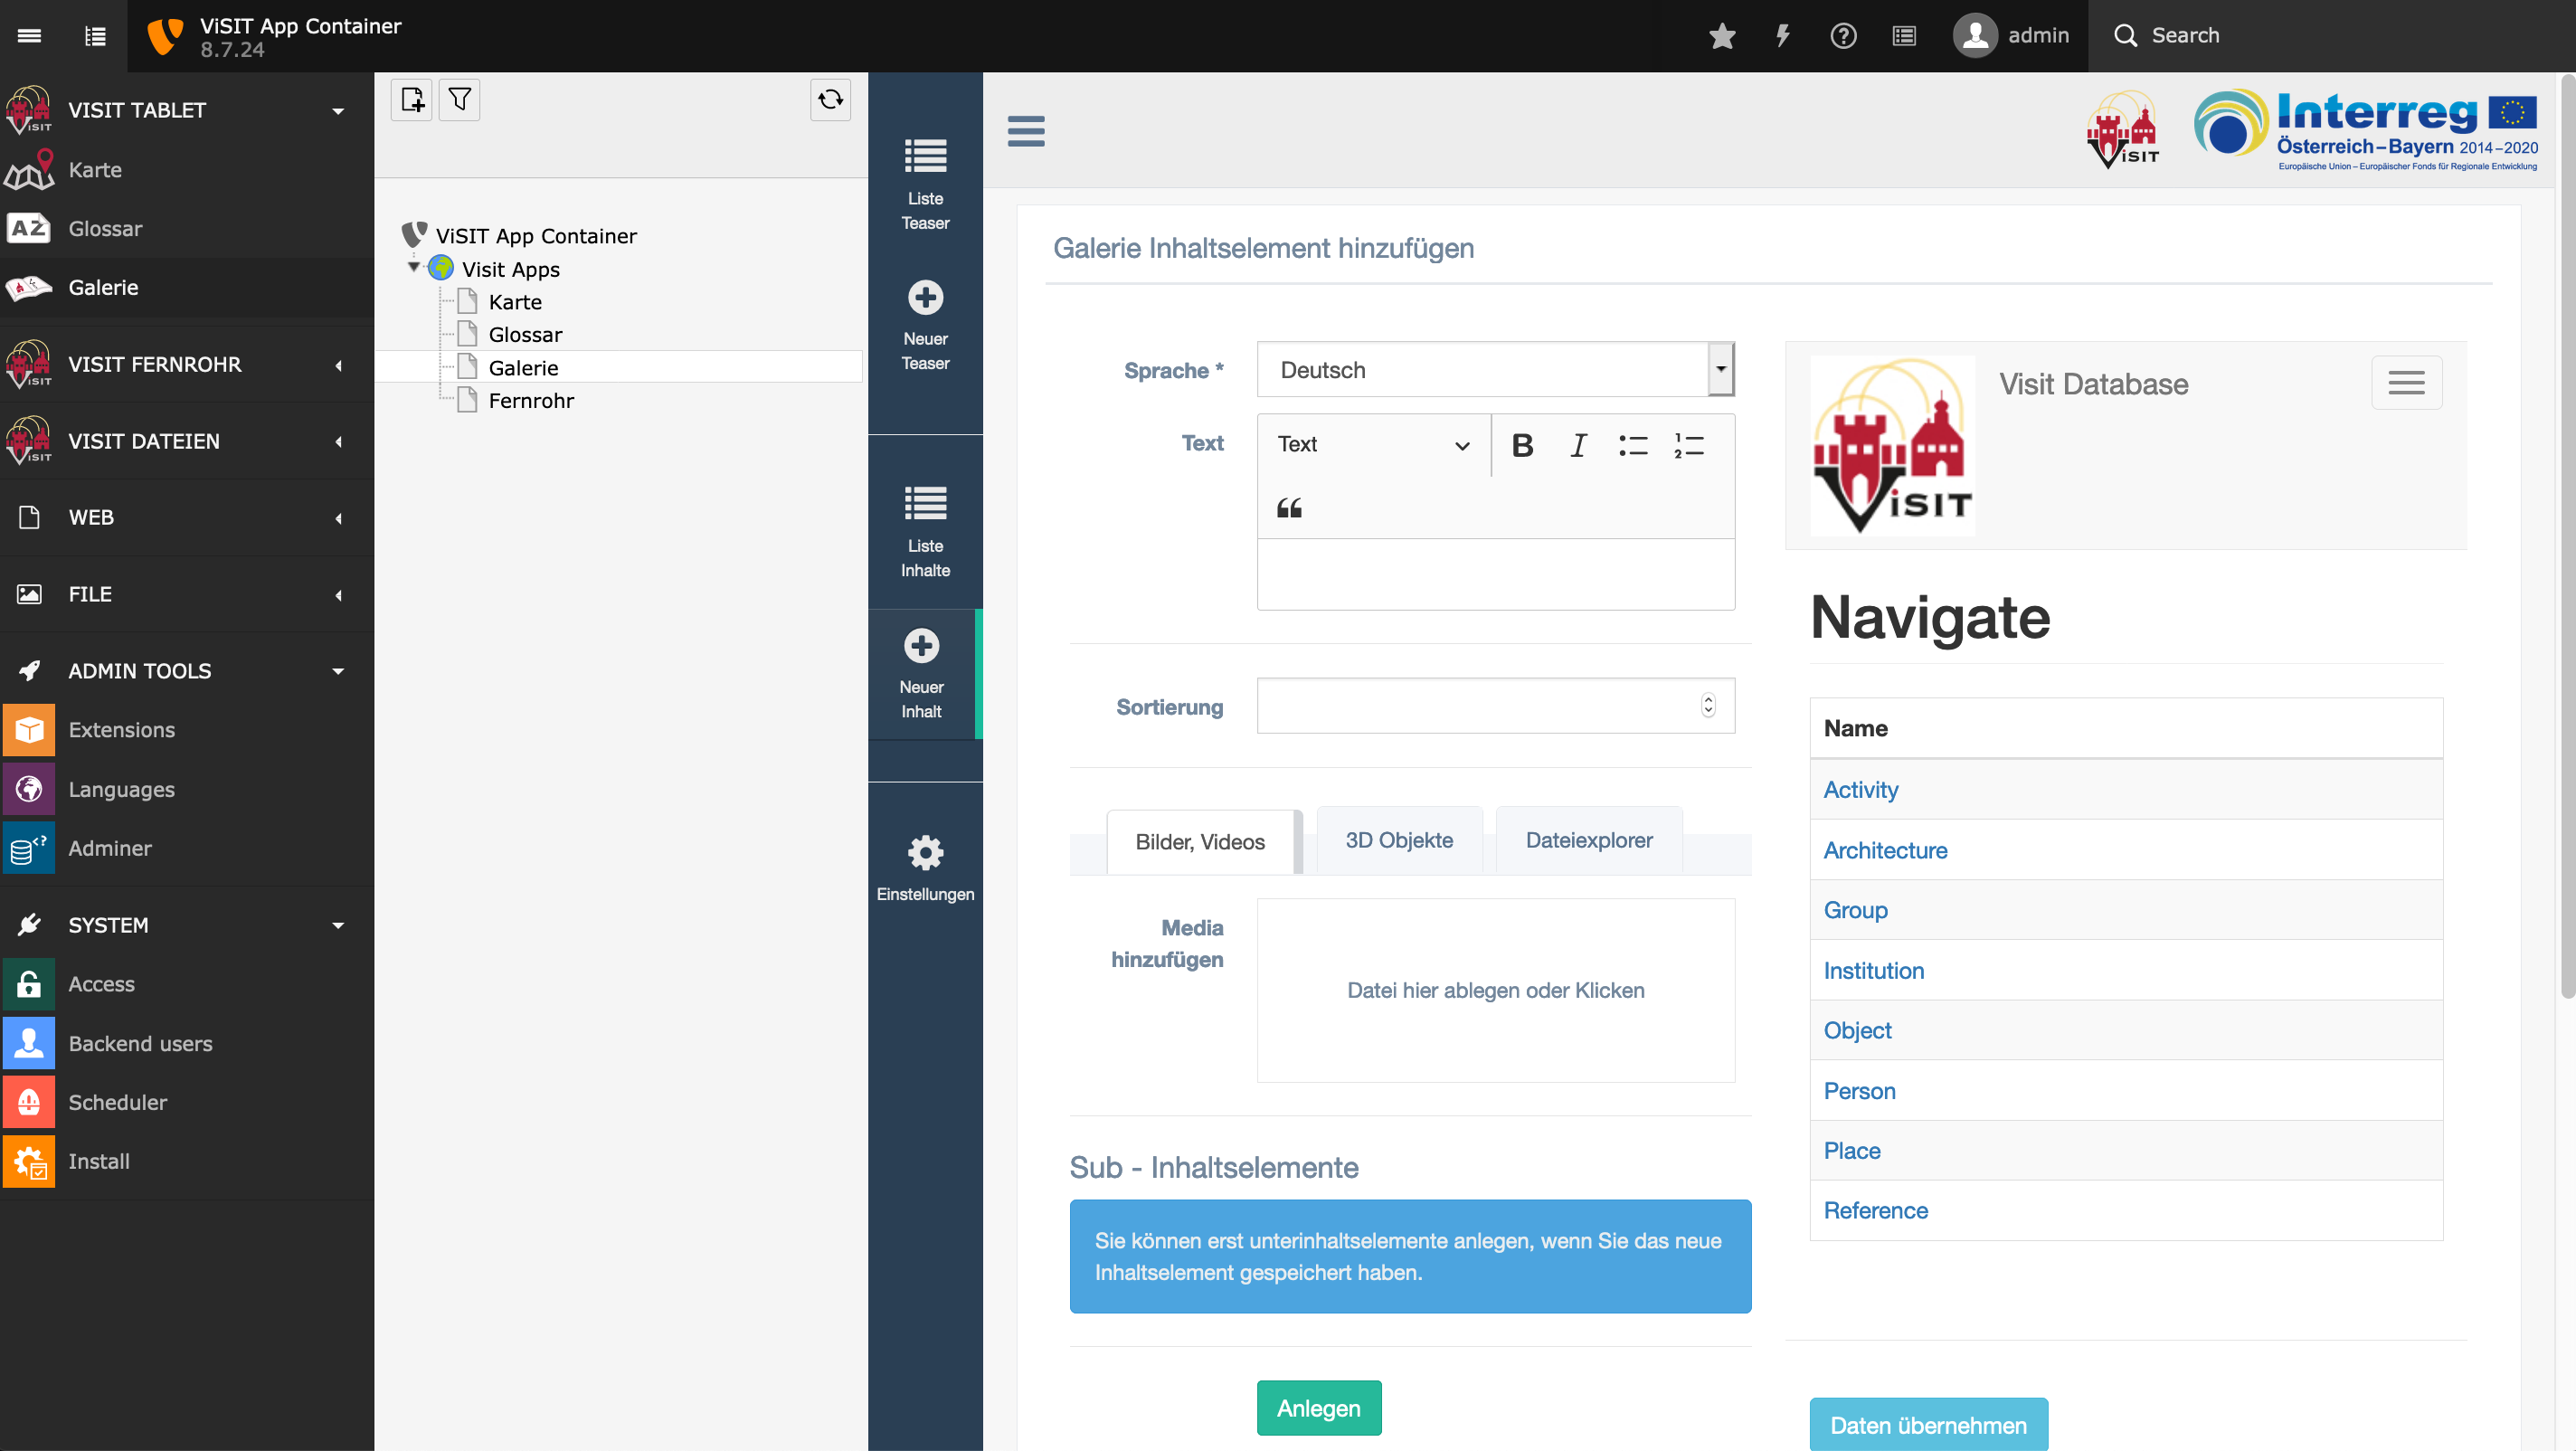 ViSIT App Container
8.7.24
admin
Search
VISIT TABLET
Karte
AZ
Glossar
Galerie
ViSIT
VISIT FERNROHR
ViSIT
VISIT DATEIEN
ViSIT
WEB
FILE
ADMIN TOOLS
Extensions
Languages
Adminer
SYSTEM
Access
Backend users
Scheduler
Install
ViSIT App Container
Visit Apps
Karte
Glossar
Galerie
Fernrohr
Liste
Teaser
Neuer
Teaser
Liste
Inhalte
Neuer
Inhalt
Einstellungen
ViSIT
Interreg
Österreich–Bayern 2014–2020
Europäische Union – Europäischer Fonds für Regionale Entwicklung
Galerie Inhaltselement hinzufügen
Sprache *
Deutsch
Text
Text
B I
Sortierung
Bilder, Videos
3D Objekte
Dateiexplorer
Media
hinzufügen
Datei hier ablegen oder Klicken
Sub - Inhaltselemente
Sie können erst unterinhaltselemente anlegen, wenn Sie das neue
Inhaltselement gespeichert haben.
Anlegen
ViSIT
Visit Database
Navigate
Name
Activity
Architecture
Group
Institution
Object
Person
Place
Reference
Daten übernehmen